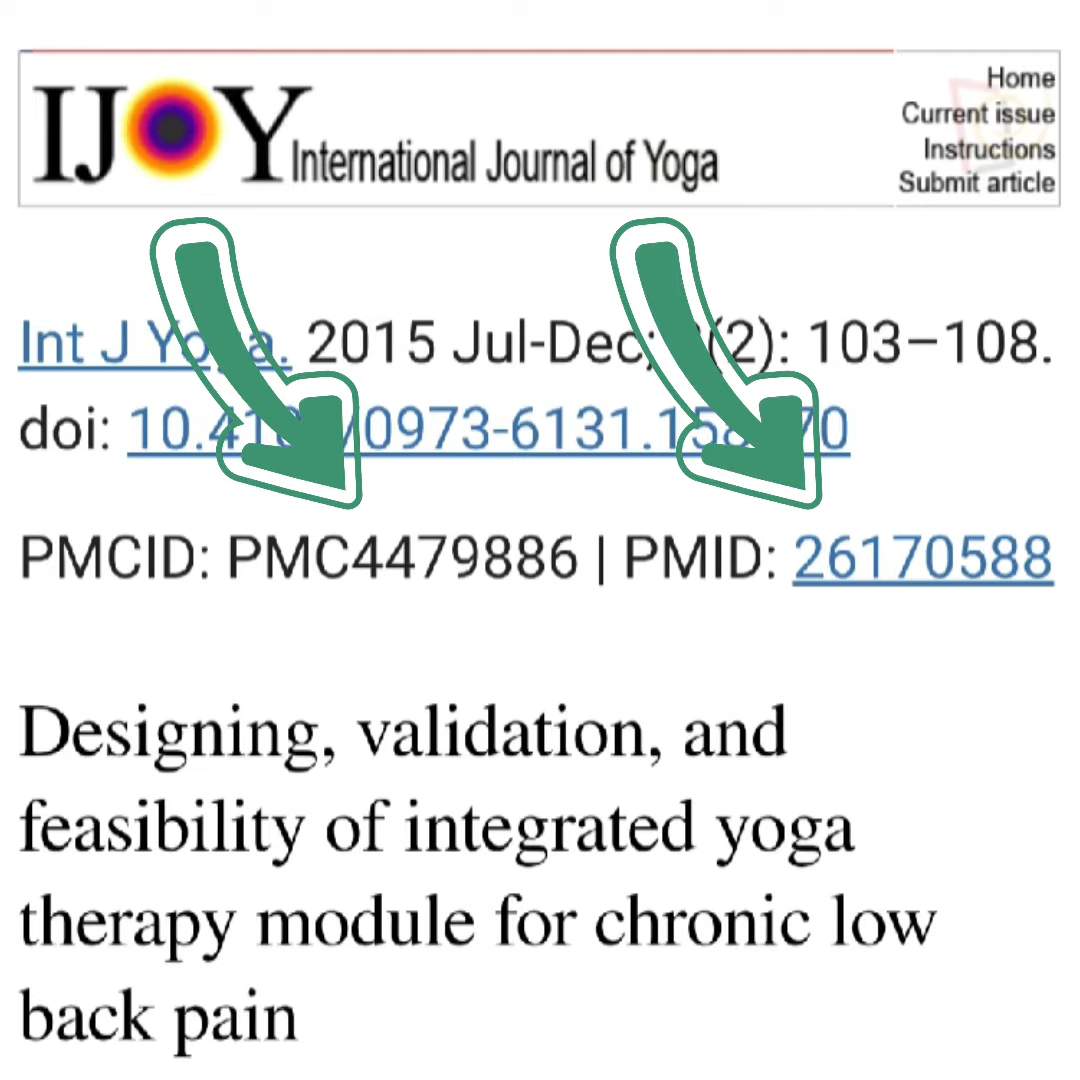 IJOY International Journal of Yoga
Home
Current issue
Instructions
Submit article
Int J Yoga. 2015 Jul-Dec; (2): 103–108.
doi: 10.41 0973-6131.15 70
PMCID: PMC4479886 | PMID: 26170588
Designing, validation, and
feasibility of integrated yoga
therapy module for chronic low
back pain